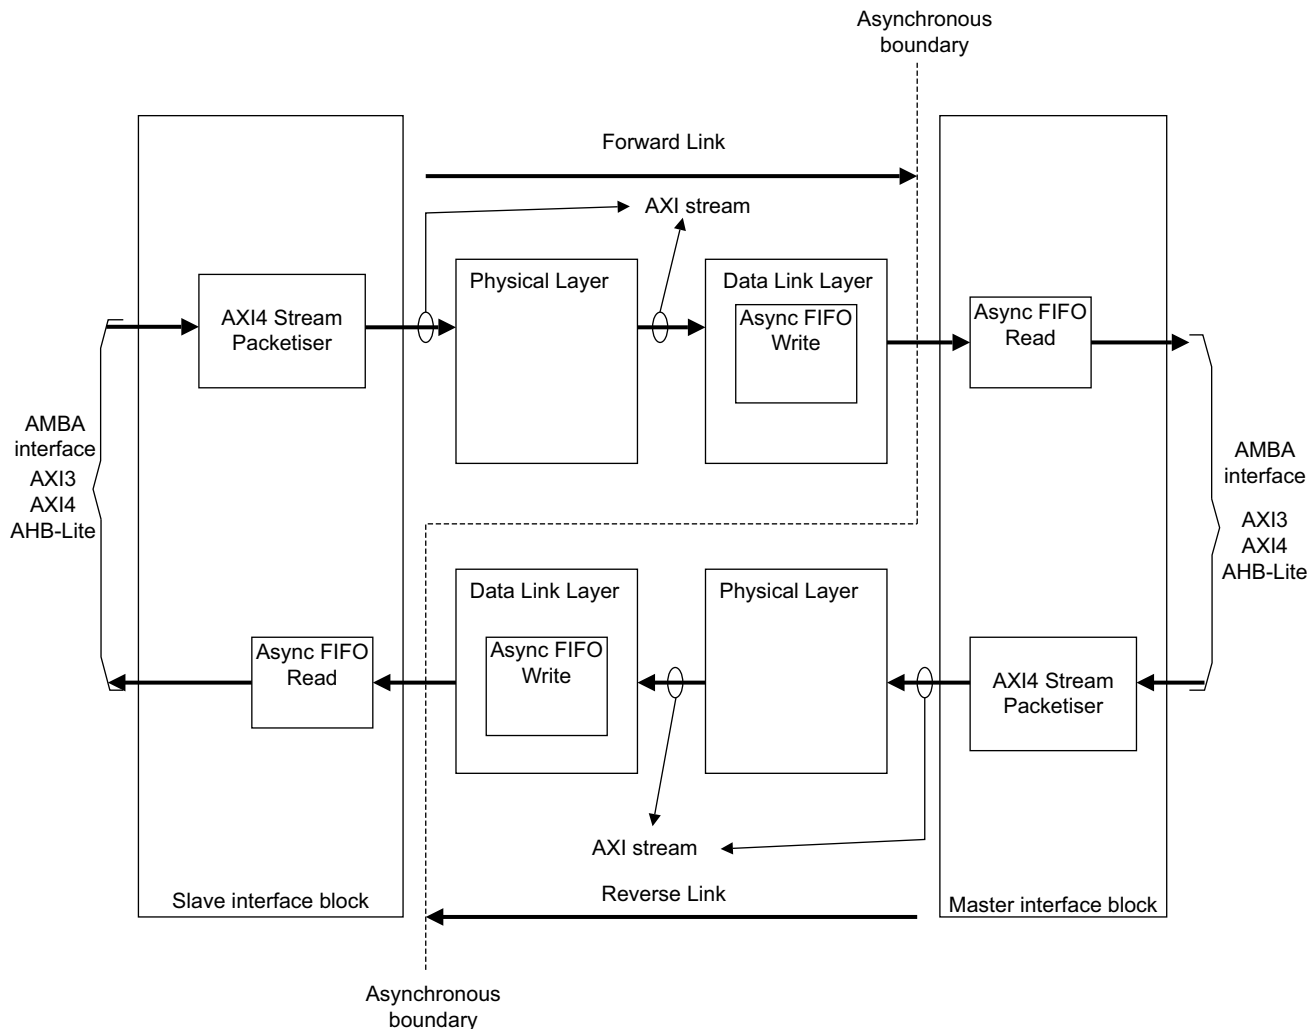 Asynchronous
boundary
Forward Link
AXI stream
Physical Layer
Data Link Layer
AXI4 Stream
Packetiser
Async FIFO
Write
Async FIFO
Read
AMBA
interface
AXI3
AXI4
AHB-Lite
AMBA
interface
AXI3
AXI4
AHB-Lite
Data Link Layer
Physical Layer
Async FIFO
Read
Async FIFO
Write
AXI4 Stream
Packetiser
AXI stream
Slave interface block
Reverse Link
Master interface block
Asynchronous
boundary